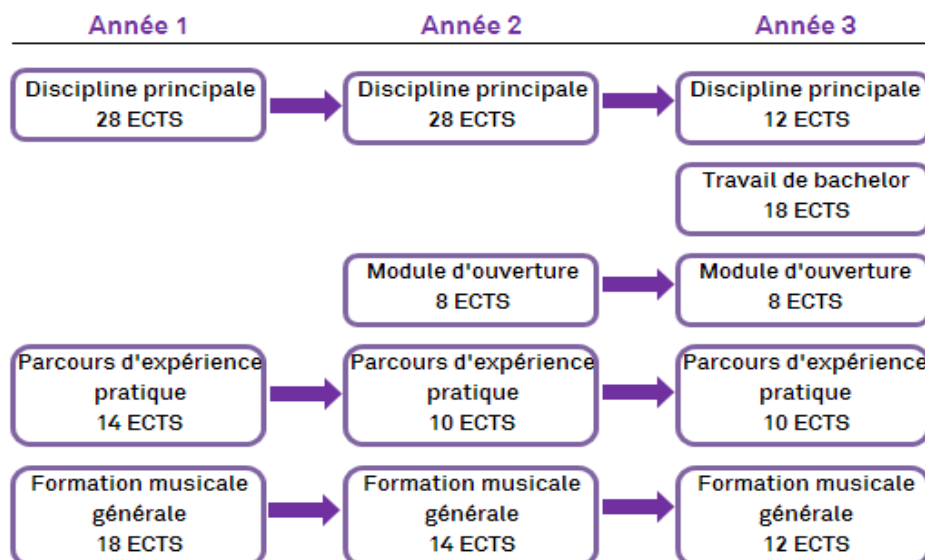 Année 1
Année 2
Année 3
Discipline principale
28 ECTS
Discipline principale
28 ECTS
Discipline principale
12 ECTS
Travail de bachelor
18 ECTS
Module d'ouverture
8 ECTS
Module d'ouverture
8 ECTS
Parcours d'expérience
pratique
14 ECTS
Parcours d'expérience
pratique
10 ECTS
Parcours d'expérience
pratique
10 ECTS
Formation musicale
générale
18 ECTS
Formation musicale
générale
14 ECTS
Formation musicale
générale
12 ECTS